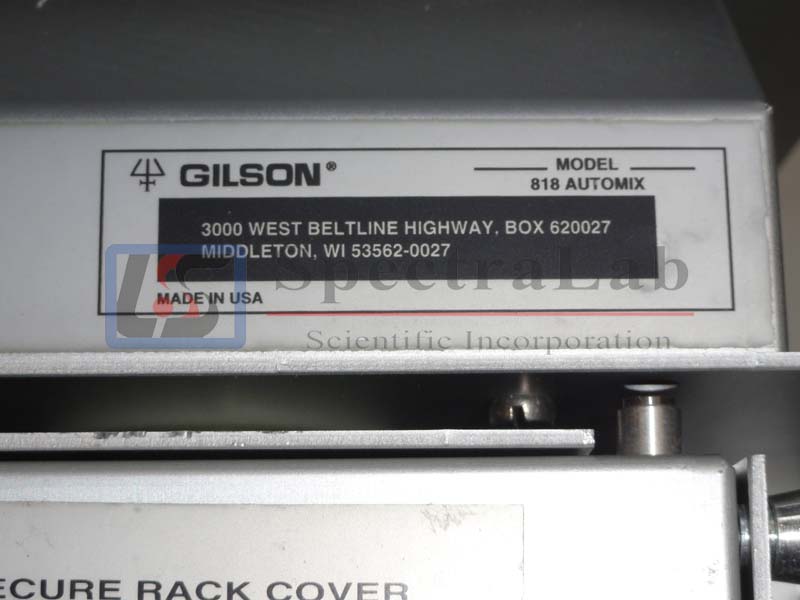 GILSON®
MODEL
818 AUTOMIX
3000 WEST BELTLINE HIGHWAY, BOX 620027
MIDDLETON, WI 53562-0027
MADE IN USA
LS SpectraLab
Scientific Incorporation
ECURE RACK COVER